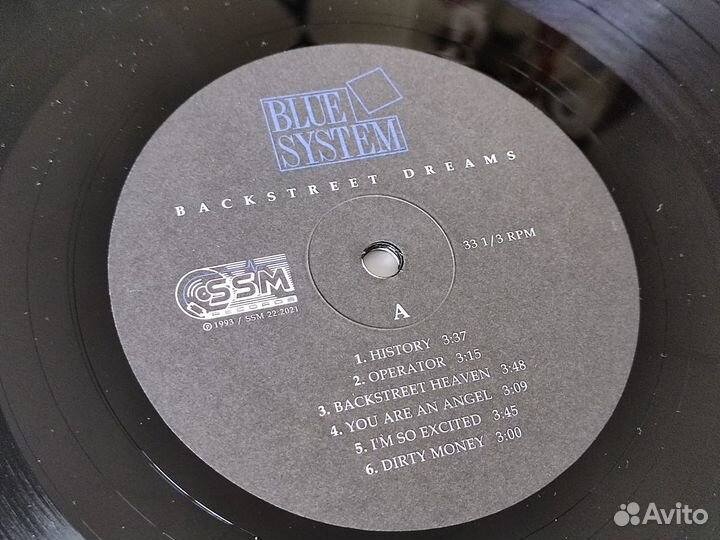 BLUE
SYSTEM
BACKSTREET DREAMS
33 1/3 RPM
SSM
RECORDS
℗ 1993 / SSM 22.2021
A
1. HISTORY 3:37
2. OPERATOR 3:15
3. BACKSTREET HEAVEN 3:48
4. YOU ARE AN ANGEL 3:09
5. I'M SO EXCITED 3:45
6. DIRTY MONEY 3:00
Avito